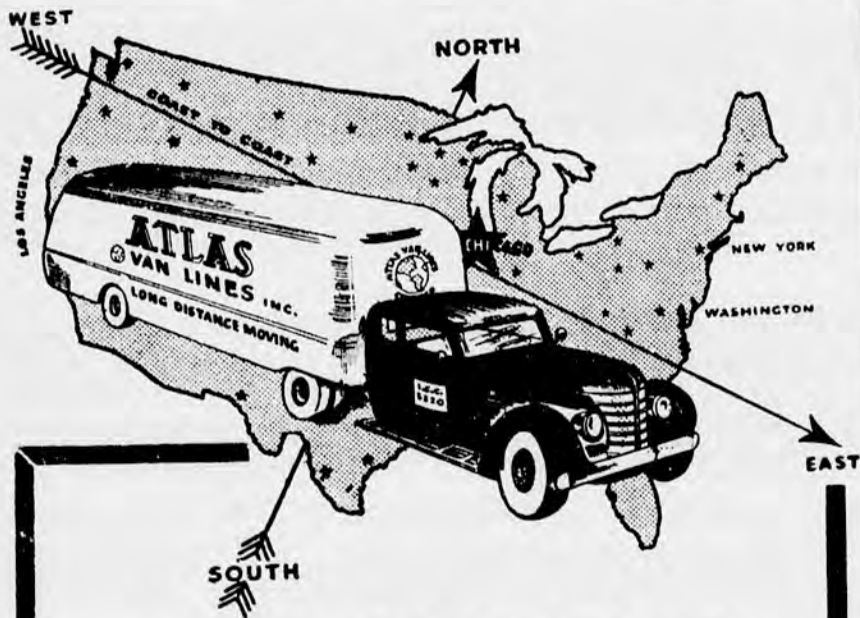 WEST
NORTH
COAST TO COAST
LOS ANGELES
ATLAS
VAN LINES INC.
LONG DISTANCE MOVING
ATLAS VAN-LINES
CHICAGO
NEW YORK
WASHINGTON
I.C.C.
EAST
SOUTH